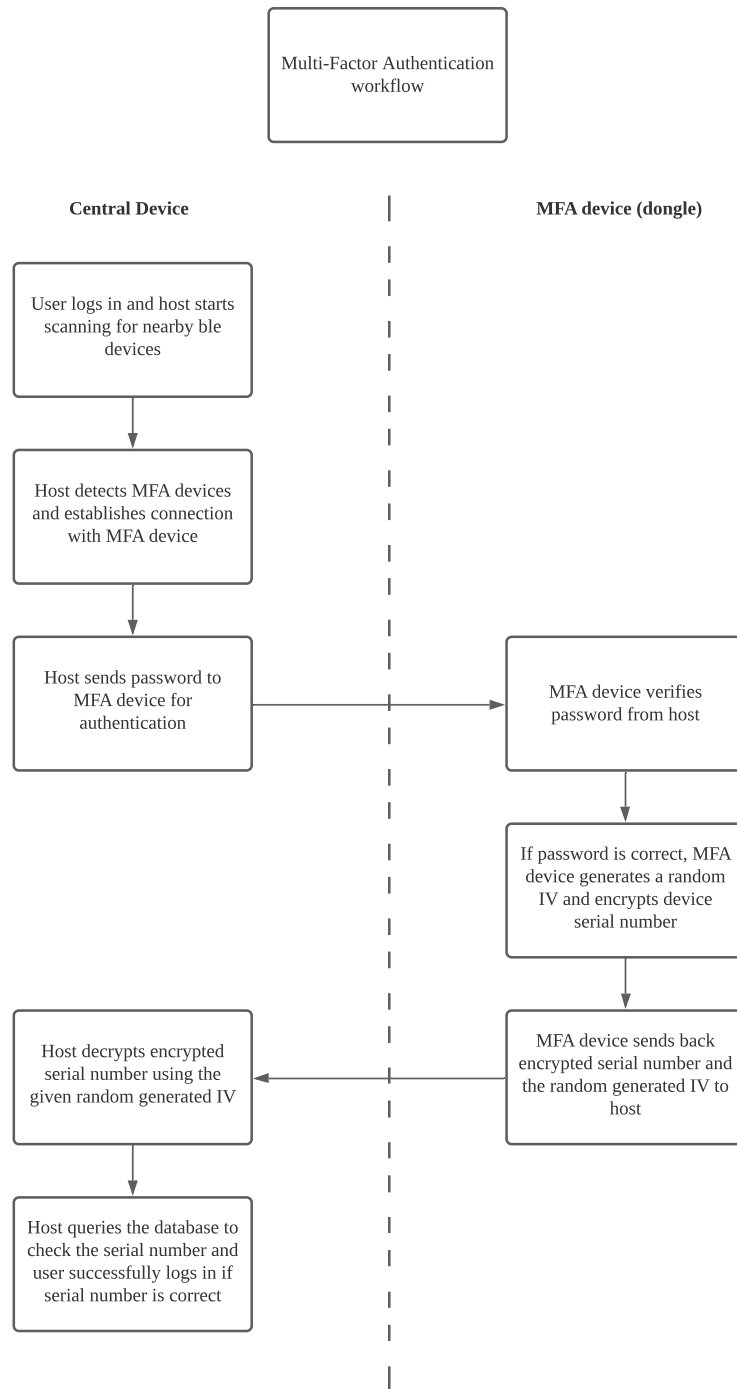 Multi-Factor Authentication
workflow
Central Device
MFA device (dongle)
User logs in and host starts
scanning for nearby ble
devices
Host detects MFA devices
and establishes connection
with MFA device
Host sends password to
MFA device for
authentication
MFA device verifies
password from host
If password is correct, MFA
device generates a random
IV and encrypts device
serial number
MFA device sends back
encrypted serial number and
the random generated IV to
host
Host decrypts encrypted
serial number using the
given random generated IV
Host queries the database to
check the serial number and
user successfully logs in if
serial number is correct